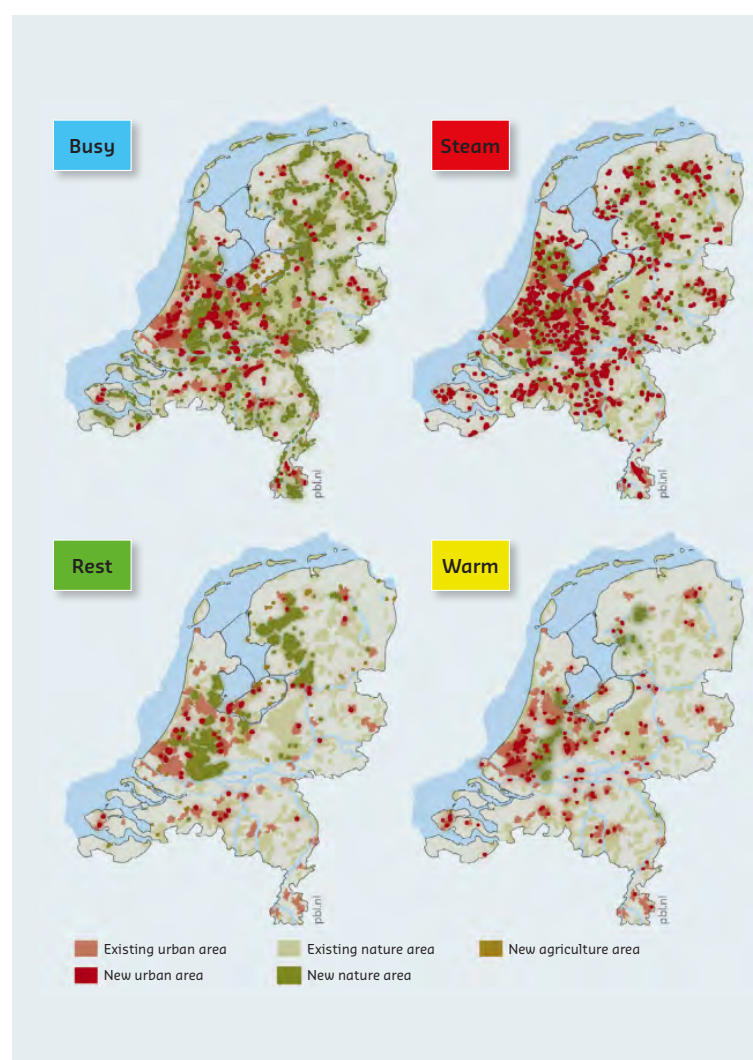 Busy
Steam
pbl.nl
pbl.nl
Rest
Warm
pbl.nl
pbl.nl
Existing urban area
Existing nature area
New agriculture area
New urban area
New nature area